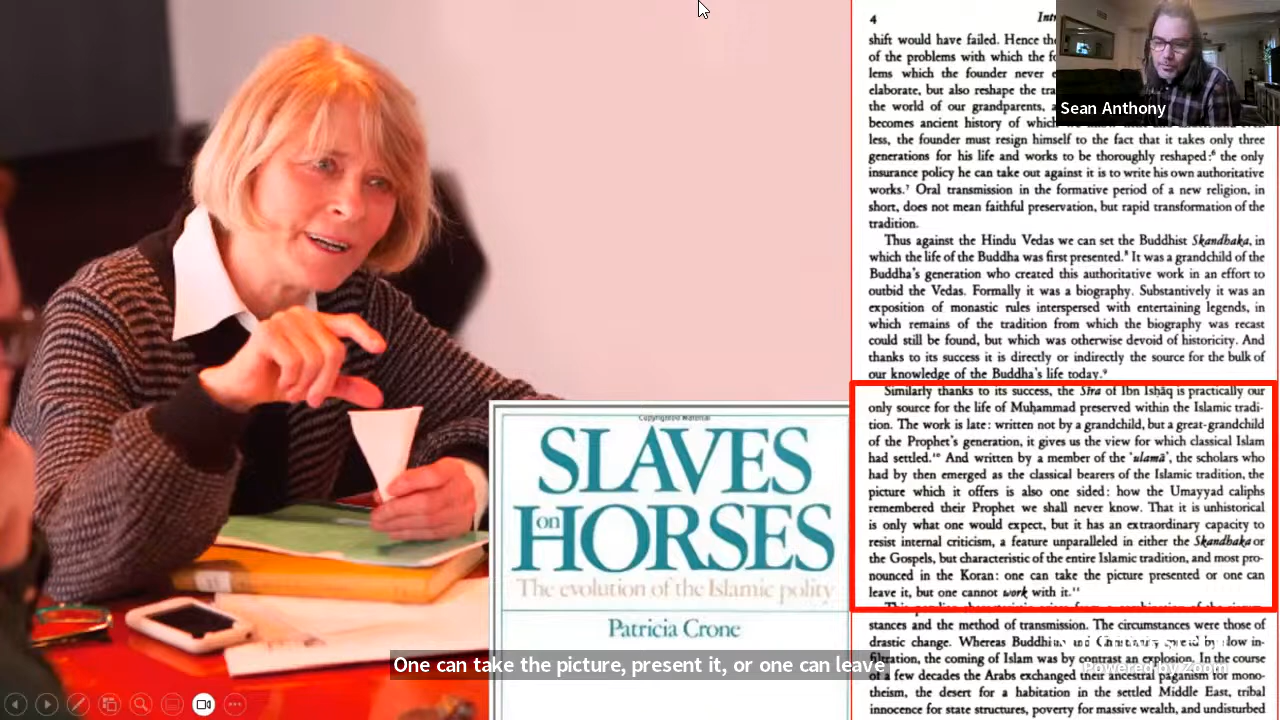 4
shift would have failed. Hence the
of the problems with which the
lems which the founder never
elaborate, but also reshape the
the world of our grandparents,
becomes ancient history of which
less, the founder must resign himself to the fact that it takes only three
generations for his life and works to be thoroughly reshaped:⁶ the only
insurance policy he can take out against it is to write his own authoritative
works.⁷ Oral transmission in the formative period of a new religion, in
short, does not mean faithful preservation, but rapid transformation of the
tradition.
Thus against the Hindu Vedas we can set the Buddhist Skandhaka, in
which the life of the Buddha was first presented.⁸ It was a grandchild of the
Buddha's generation who created this authoritative work in an effort to
outbid the Vedas. Formally it was a biography. Substantively it was an
exposition of monastic rules interspersed with entertaining legends, in
which remains of the tradition from which the biography was recast
could still be found, but which was otherwise devoid of historicity. And
thanks to its success it is directly or indirectly the source for the bulk of
our knowledge of the Buddha's life today.⁹
Similarly thanks to its success, the Sīra of Ibn Isḥāq is practically our
only source for the life of Muḥammad preserved within the Islamic tradi-
tion. The work is late: written not by a grandchild, but a great-grandchild
of the Prophet's generation, it gives us the view for which classical Islam
had settled.¹⁰ And written by a member of the 'ulamā', the scholars who
had by then emerged as the classical bearers of the Islamic tradition, the
picture which it offers is also one sided: how the Umayyad caliphs
remembered their Prophet we shall never know. That it is unhistorical
is only what one would expect, but it has an extraordinary capacity to
resist internal criticism, a feature unparalleled in either the Skandhaka or
the Gospels, but characteristic of the entire Islamic tradition, and most pro-
nounced in the Koran: one can take the picture presented or one can
leave it, but one cannot work with it.¹¹
stances and the method of transmission. The circumstances were those of
drastic change. Whereas Buddhism and by slow in-
filtration, the coming of Islam was by contrast an explosion. In the course
of a few decades the Arabs exchanged their ancestral paganism for mono-
theism, the desert for a habitation in the settled Middle East, tribal
innocence for state structures, poverty for massive wealth, and undisturbed
Sean Anthony
Copyrighted Material
SLAVES
on HORSES
The evolution of the Islamic polity
Patricia Crone
One can take the picture, present it, or one can leave
Powered by Zoom